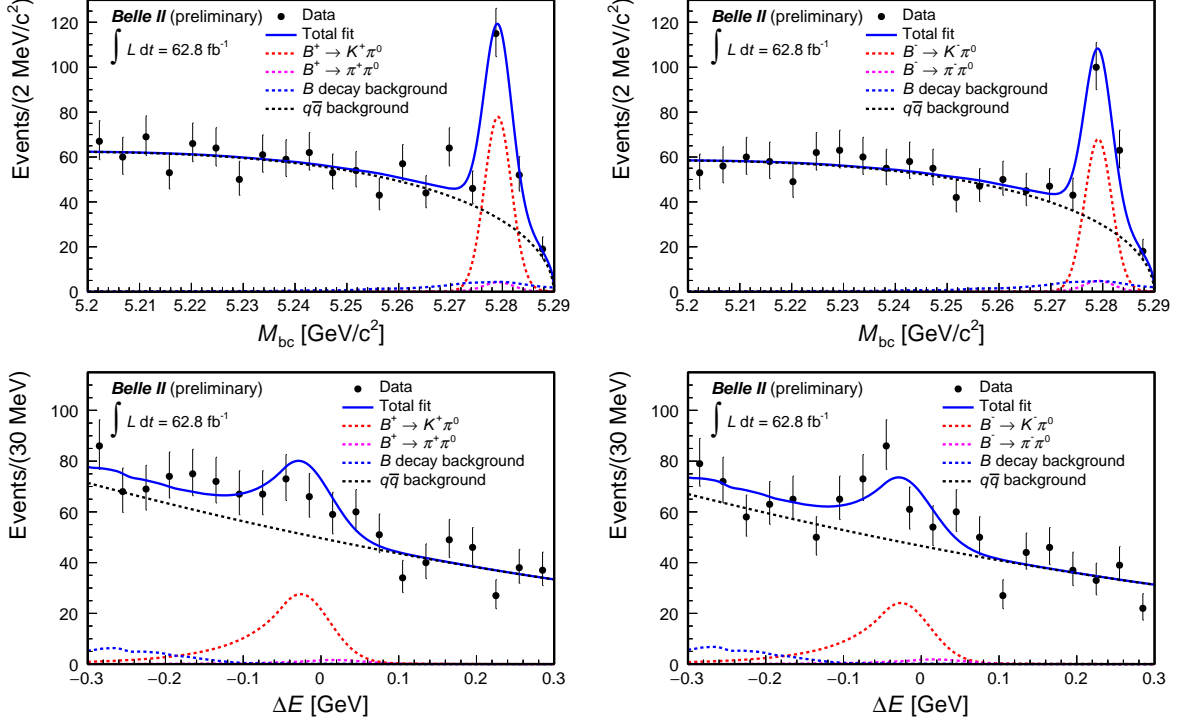 Belle II (preliminary)
∫ L dt = 62.8 fb⁻¹
Data
Total fit
B⁺ → K⁺π⁰
B⁺ → π⁺π⁰
B decay background
qq̅ background
Events/(2 MeV/c²)
120
100
80
60
40
20
0
5.2 5.21 5.22 5.23 5.24 5.25 5.26 5.27 5.28 5.29
M_bc [GeV/c²]
Belle II (preliminary)
∫ L dt = 62.8 fb⁻¹
Data
Total fit
B⁻ → K⁻π⁰
B⁻ → π⁻π⁰
B decay background
qq̅ background
Events/(2 MeV/c²)
120
100
80
60
40
20
0
5.2 5.21 5.22 5.23 5.24 5.25 5.26 5.27 5.28 5.29
M_bc [GeV/c²]
Belle II (preliminary)
∫ L dt = 62.8 fb⁻¹
Data
Total fit
B⁺ → K⁺π⁰
B⁺ → π⁺π⁰
B decay background
qq̅ background
Events/(30 MeV)
100
80
60
40
20
0
−0.3 −0.2 −0.1 0 0.1 0.2 0.3
ΔE [GeV]
Belle II (preliminary)
∫ L dt = 62.8 fb⁻¹
Data
Total fit
B⁻ → K⁻π⁰
B⁻ → π⁻π⁰
B decay background
qq̅ background
Events/(30 MeV)
100
80
60
40
20
0
−0.3 −0.2 −0.1 0 0.1 0.2 0.3
ΔE [GeV]